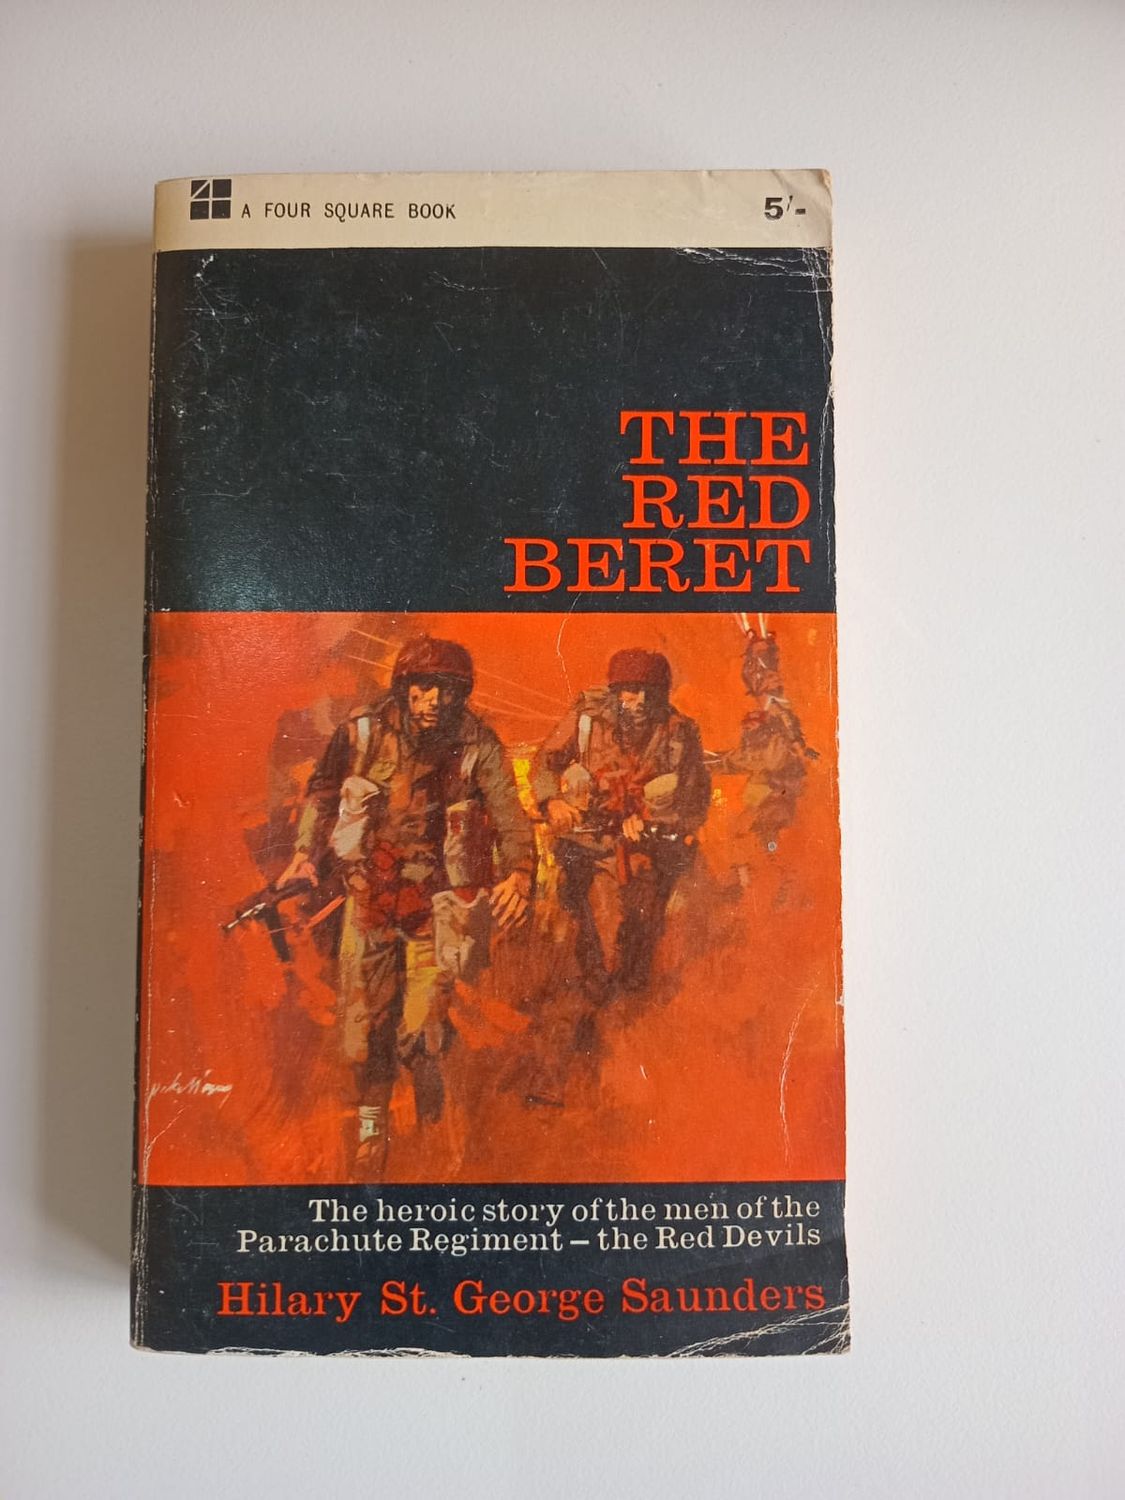 A FOUR SQUARE BOOK 5/-
THE
RED
BERET
The heroic story of the men of the
Parachute Regiment – the Red Devils
Hilary St. George Saunders